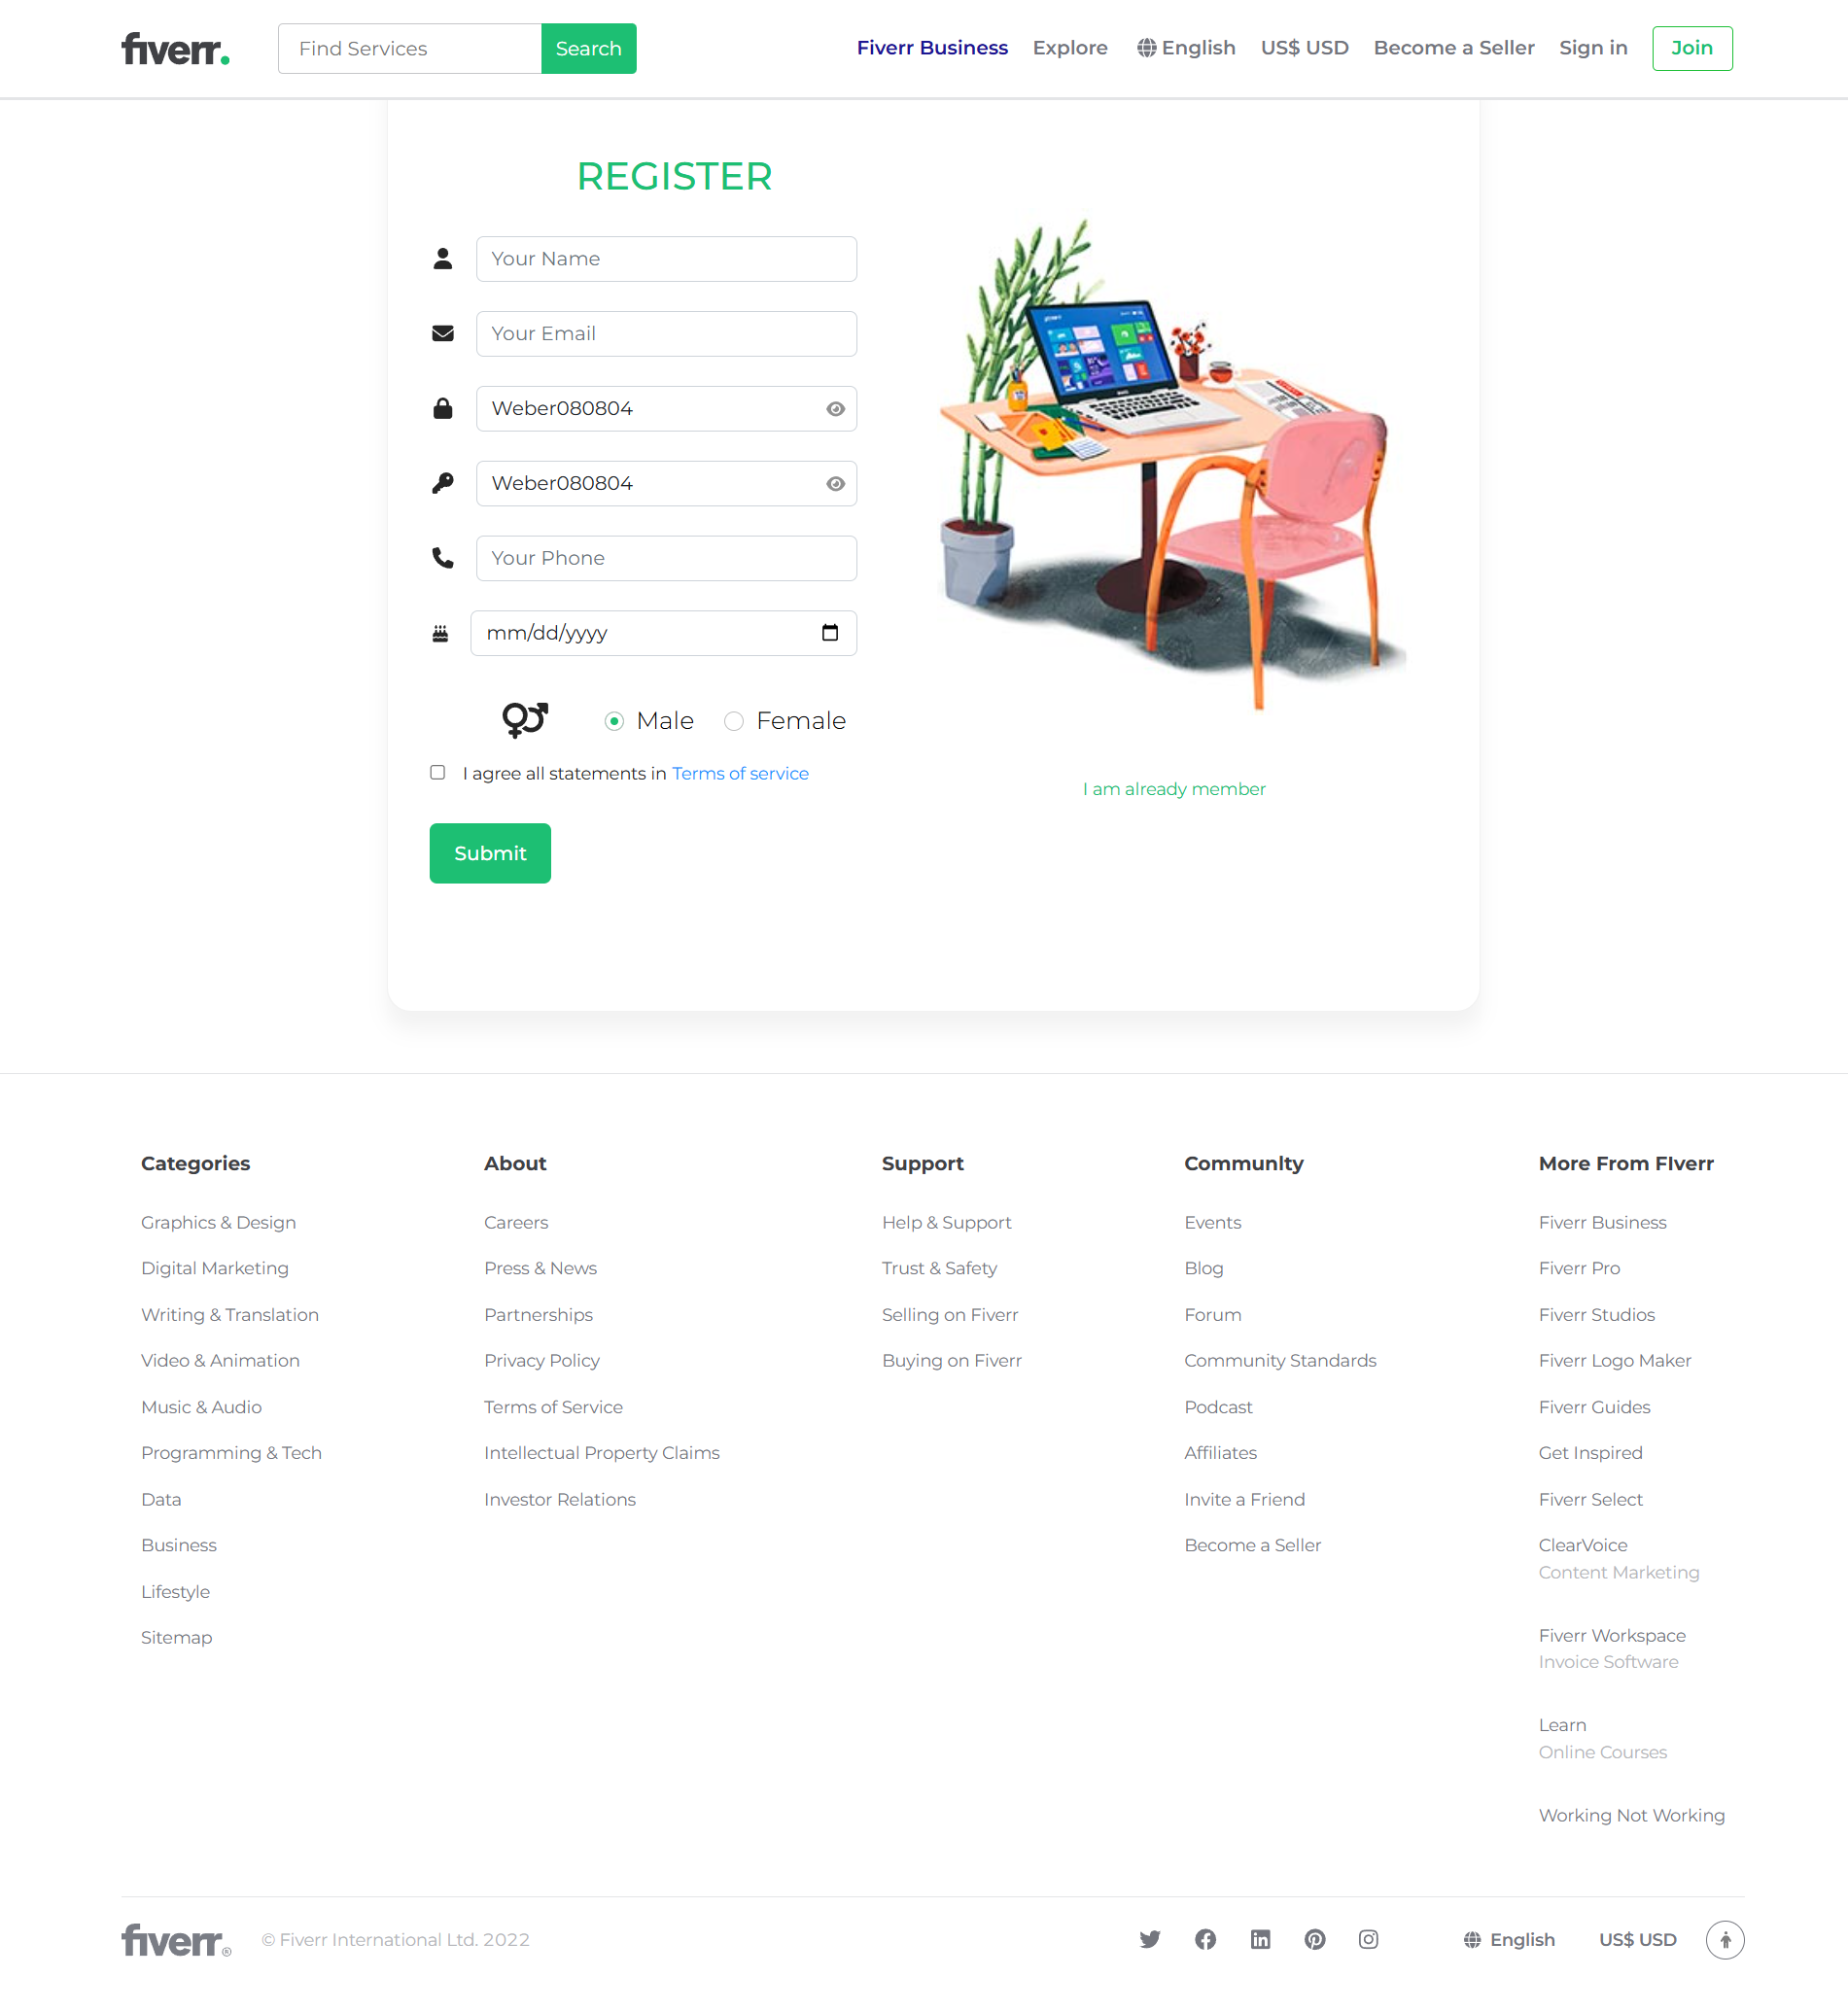 fiverr.
Find Services
Search
Fiverr Business
Explore
English
US$ USD
Become a Seller
Sign in
Join
REGISTER
Your Name
Your Email
Weber080804
Weber080804
Your Phone
mm/dd/yyyy
Male
Female
I agree all statements in Terms of service
I am already member
Submit
Categories
Graphics & Design
Digital Marketing
Writing & Translation
Video & Animation
Music & Audio
Programming & Tech
Data
Business
Lifestyle
Sitemap
About
Careers
Press & News
Partnerships
Privacy Policy
Terms of Service
Intellectual Property Claims
Investor Relations
Support
Help & Support
Trust & Safety
Selling on Fiverr
Buying on Fiverr
CommunIty
Events
Blog
Forum
Community Standards
Podcast
Affiliates
Invite a Friend
Become a Seller
More From FIverr
Fiverr Business
Fiverr Pro
Fiverr Studios
Fiverr Logo Maker
Fiverr Guides
Get Inspired
Fiverr Select
ClearVoice
Content Marketing
Fiverr Workspace
Invoice Software
Learn
Online Courses
Working Not Working
fiverr®
© Fiverr International Ltd. 2022
English
US$ USD